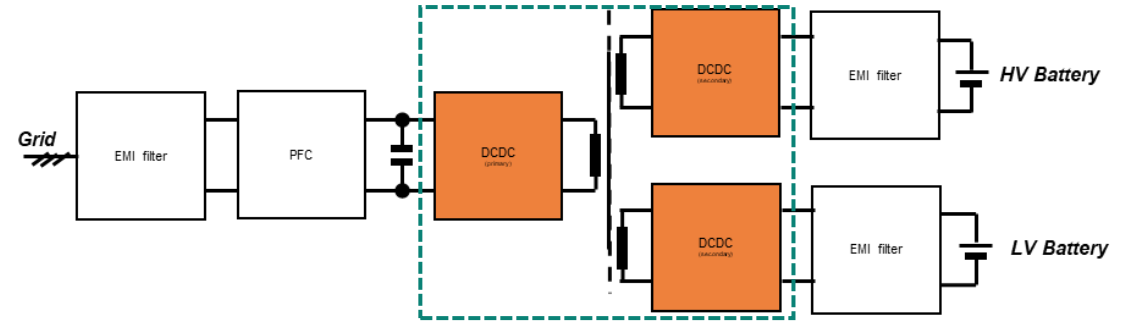 Grid
EMI filter
PFC
DCDC
(primary)
DCDC
(secondary)
EMI filter
HV Battery
DCDC
(secondary)
EMI filter
LV Battery